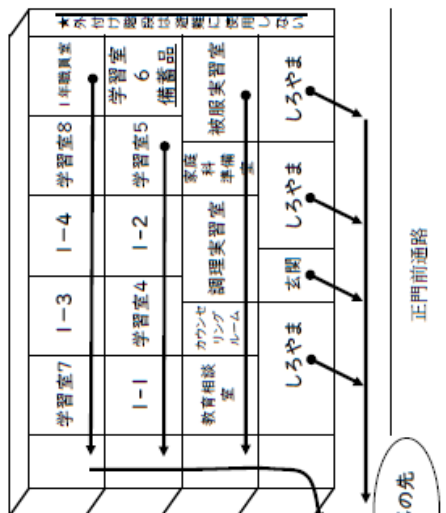 ★外付け階段は避難に使用しない
1年職員室
学習室8
1-4
1-3
学習室7
学習室
6
備蓄品
学習室5
1-2
学習室4
1-1
被服実習室
家庭
科
準備
室
調理実習室
カウンセ
リング
ルーム
教育相談
室
しろやま
しろやま
玄関
しろやま
正門前通路
の先